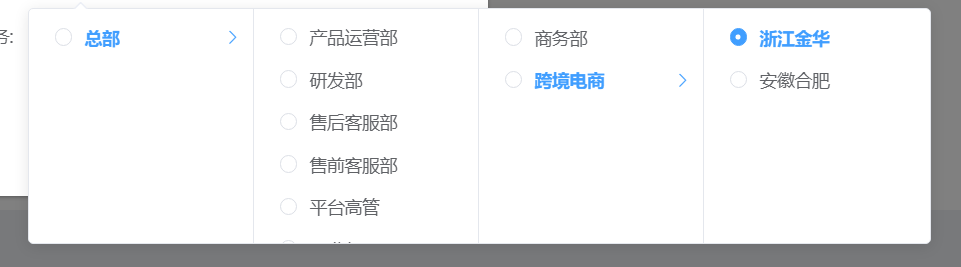 务:
总部
产品运营部
研发部
售后客服部
售前客服部
平台高管
商务部
跨境电商
浙江金华
安徽合肥